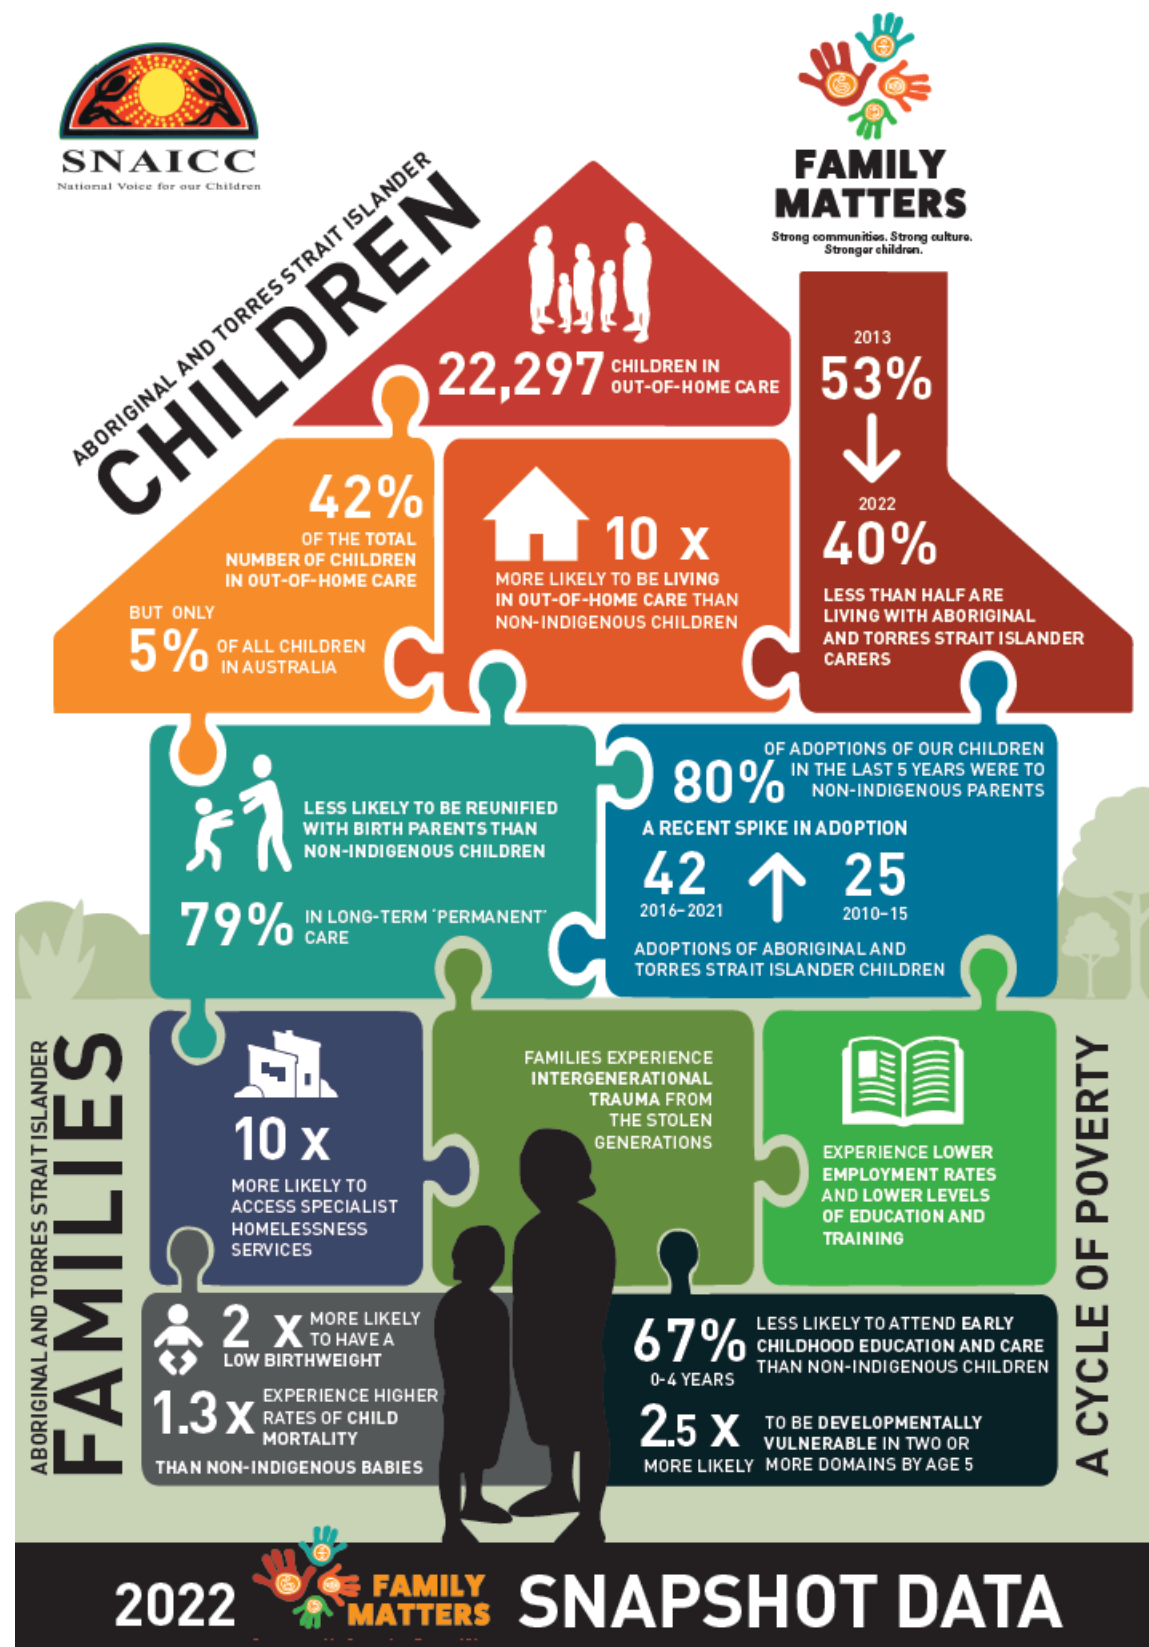 SNAICC
National Voice for our Children
FAMILY
MATTERS
Strong communities. Strong culture.
Stronger children.
ABORIGINAL AND TORRES STRAIT ISLANDER
CHILDREN
22,297 CHILDREN IN
OUT-OF-HOME CARE
42%
OF THE TOTAL
NUMBER OF CHILDREN
IN OUT-OF-HOME CARE
BUT ONLY
5% OF ALL CHILDREN
IN AUSTRALIA
10 x
MORE LIKELY TO BE LIVING
IN OUT-OF-HOME CARE THAN
NON-INDIGENOUS CHILDREN
2013
53%
2022
40%
LESS THAN HALF ARE
LIVING WITH ABORIGINAL
AND TORRES STRAIT ISLANDER
CARERS
LESS LIKELY TO BE REUNIFIED
WITH BIRTH PARENTS THAN
NON-INDIGENOUS CHILDREN
79% IN LONG-TERM ‘PERMANENT’
CARE
80% OF ADOPTIONS OF OUR CHILDREN
IN THE LAST 5 YEARS WERE TO
NON-INDIGENOUS PARENTS
A RECENT SPIKE IN ADOPTION
42 25
2016–2021 2010–15
ADOPTIONS OF ABORIGINAL AND
TORRES STRAIT ISLANDER CHILDREN
ABORIGINAL AND TORRES STRAIT ISLANDER
FAMILIES
10 x
MORE LIKELY TO
ACCESS SPECIALIST
HOMELESSNESS
SERVICES
FAMILIES EXPERIENCE
INTERGENERATIONAL
TRAUMA FROM
THE STOLEN
GENERATIONS
EXPERIENCE LOWER
EMPLOYMENT RATES
AND LOWER LEVELS
OF EDUCATION AND
TRAINING
A CYCLE OF POVERTY
2 X MORE LIKELY
TO HAVE A
LOW BIRTHWEIGHT
1.3 X EXPERIENCE HIGHER
RATES OF CHILD
MORTALITY
THAN NON-INDIGENOUS BABIES
67% LESS LIKELY TO ATTEND EARLY
CHILDHOOD EDUCATION AND CARE
THAN NON-INDIGENOUS CHILDREN
0-4 YEARS
2.5 X TO BE DEVELOPMENTALLY
VULNERABLE IN TWO OR
MORE LIKELY MORE DOMAINS BY AGE 5
2022 FAMILY
MATTERS SNAPSHOT DATA